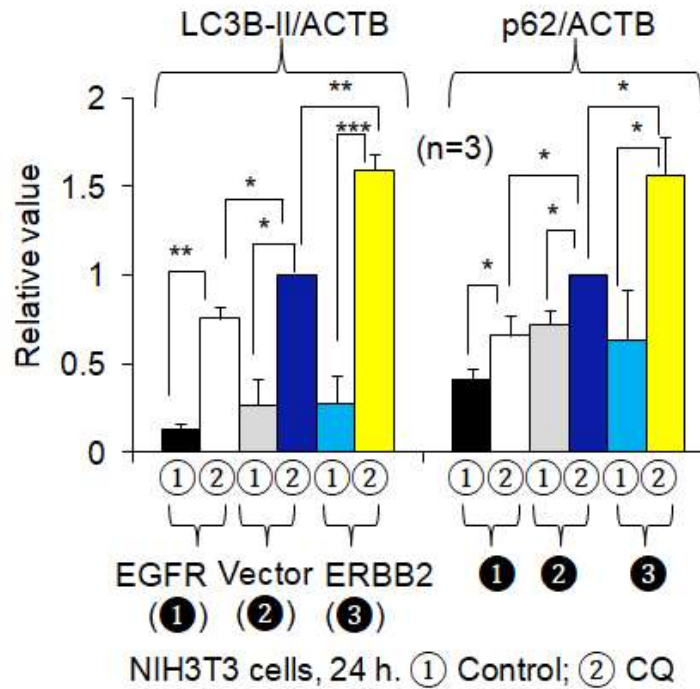 LC3B-II/ACTB p62/ACTB
2
** *
*** (n=3) *
1.5
* *
** * * *
1
0.5
0
Relative value
① ② ① ② ① ② ① ② ① ② ① ②
EGFR Vector ERBB2 ❶ ❷ ❸
(❶) (❷) (❸)
NIH3T3 cells, 24 h. ① Control; ② CQ